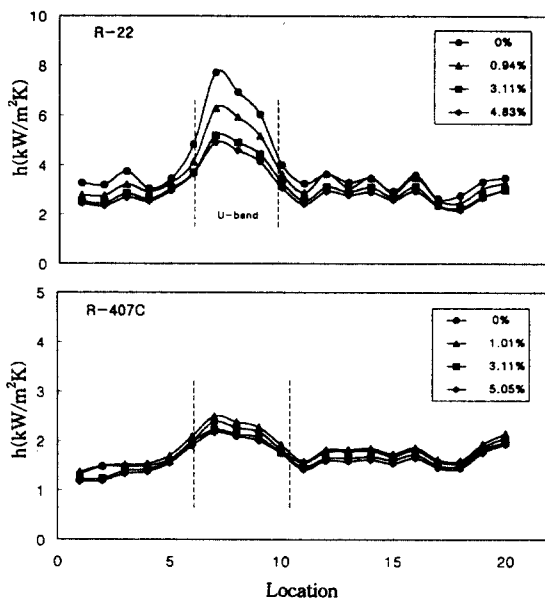 R-22
10
8
6
4
2
0
h(kW/m²K)
0%
0.94%
3.11%
4.83%
U-band
R-407C
5
4
3
2
1
0
h(kW/m²K)
0%
1.01%
3.11%
5.05%
0 5 10 15 20
Location